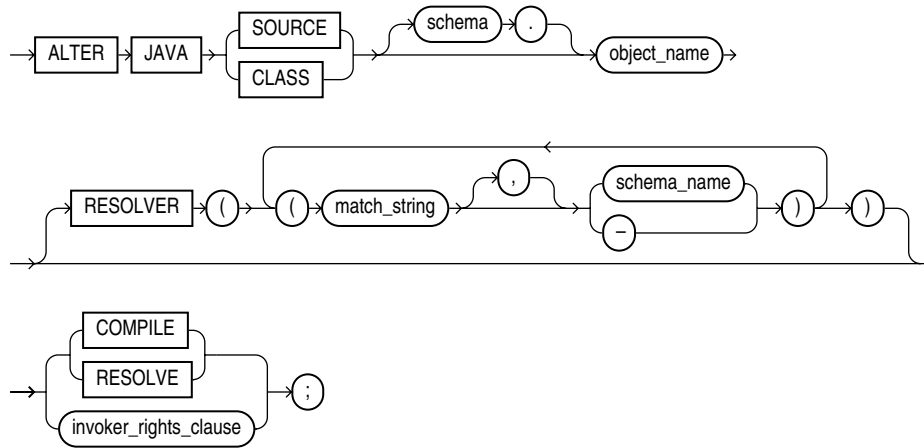 SOURCE
schema .
ALTER JAVA object_name
CLASS
,
schema_name
RESOLVER ( ( match_string ) )
–
COMPILE
RESOLVE ;
invoker_rights_clause